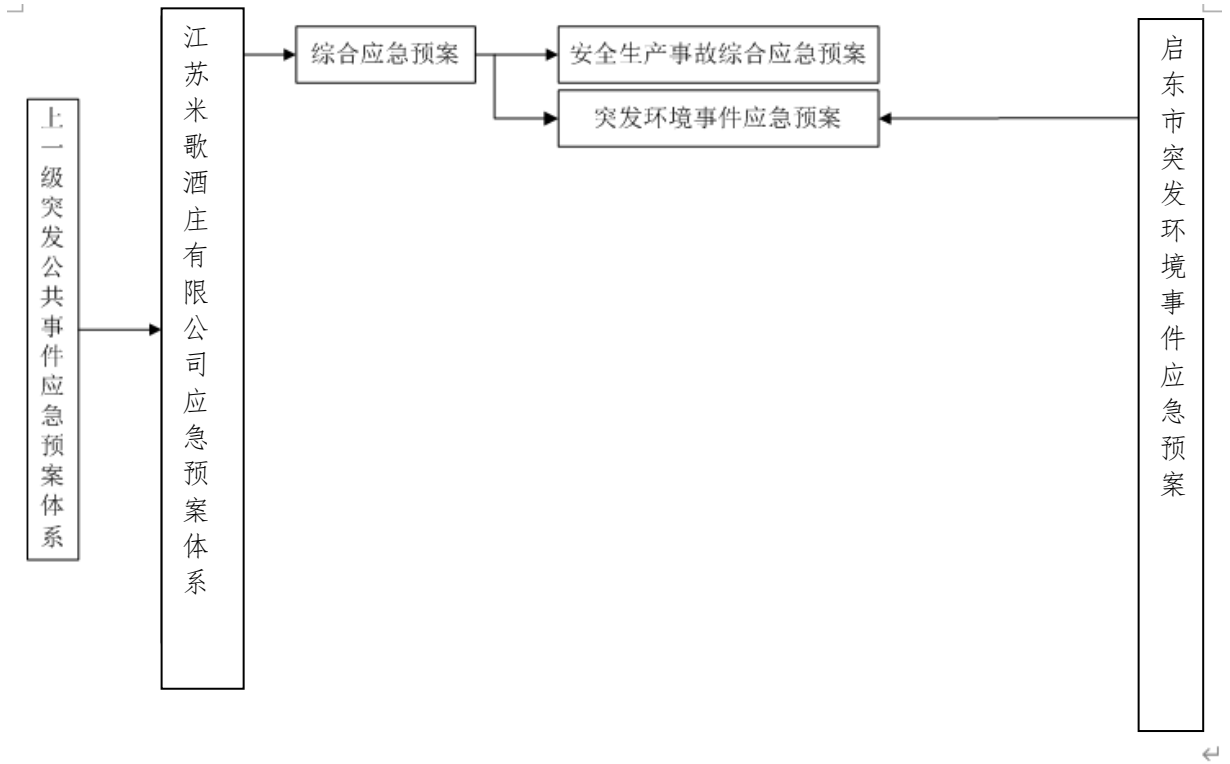 上一级突发公共事件应急预案体系
江苏米歌酒庄有限公司应急预案体系
综合应急预案
安全生产事故综合应急预案
突发环境事件应急预案
启东市突发环境事件应急预案